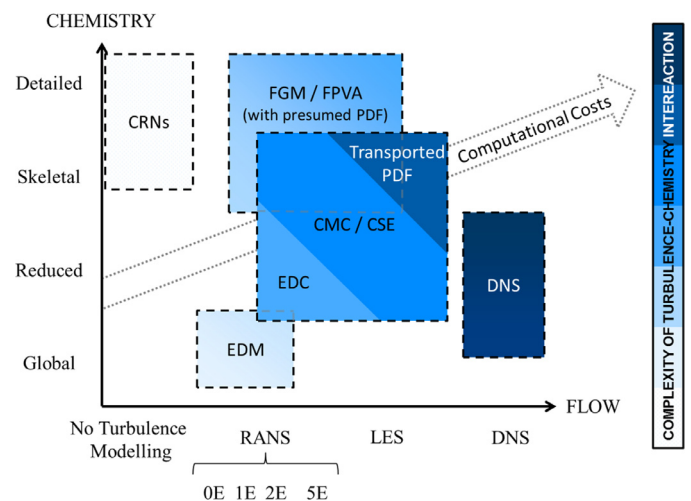 CHEMISTRY
Detailed
Skeletal
Reduced
Global
CRNs
FGM / FPVA
(with presumed PDF)
Transported
PDF
CMC / CSE
EDC
EDM
DNS
Computational Costs
FLOW
No Turbulence
Modelling
RANS
LES
DNS
0E 1E 2E 5E
COMPLEXITY OF TURBULENCE-CHEMISTRY INTEREACTION